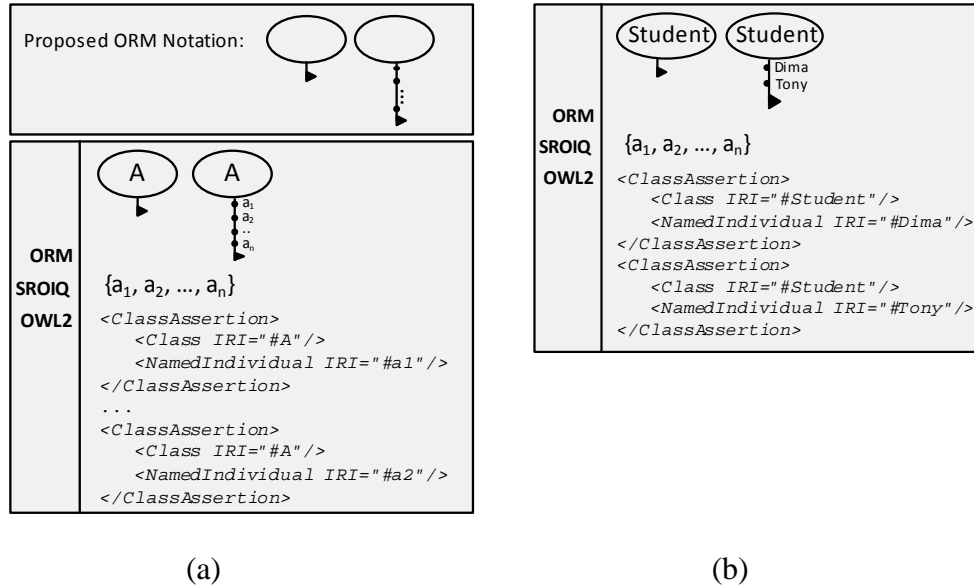 Proposed ORM Notation:
A A
a1
a2
..
an
ORM
SROIQ {a1, a2, ..., an}
OWL2 <ClassAssertion>
<Class IRI="#A"/>
<NamedIndividual IRI="#a1"/>
</ClassAssertion>
...
<ClassAssertion>
<Class IRI="#A"/>
<NamedIndividual IRI="#a2"/>
</ClassAssertion>
(a)
Student Student
Dima
Tony
ORM
SROIQ {a1, a2, ..., an}
OWL2 <ClassAssertion>
<Class IRI="#Student"/>
<NamedIndividual IRI="#Dima"/>
</ClassAssertion>
<ClassAssertion>
<Class IRI="#Student"/>
<NamedIndividual IRI="#Tony"/>
</ClassAssertion>
(b)